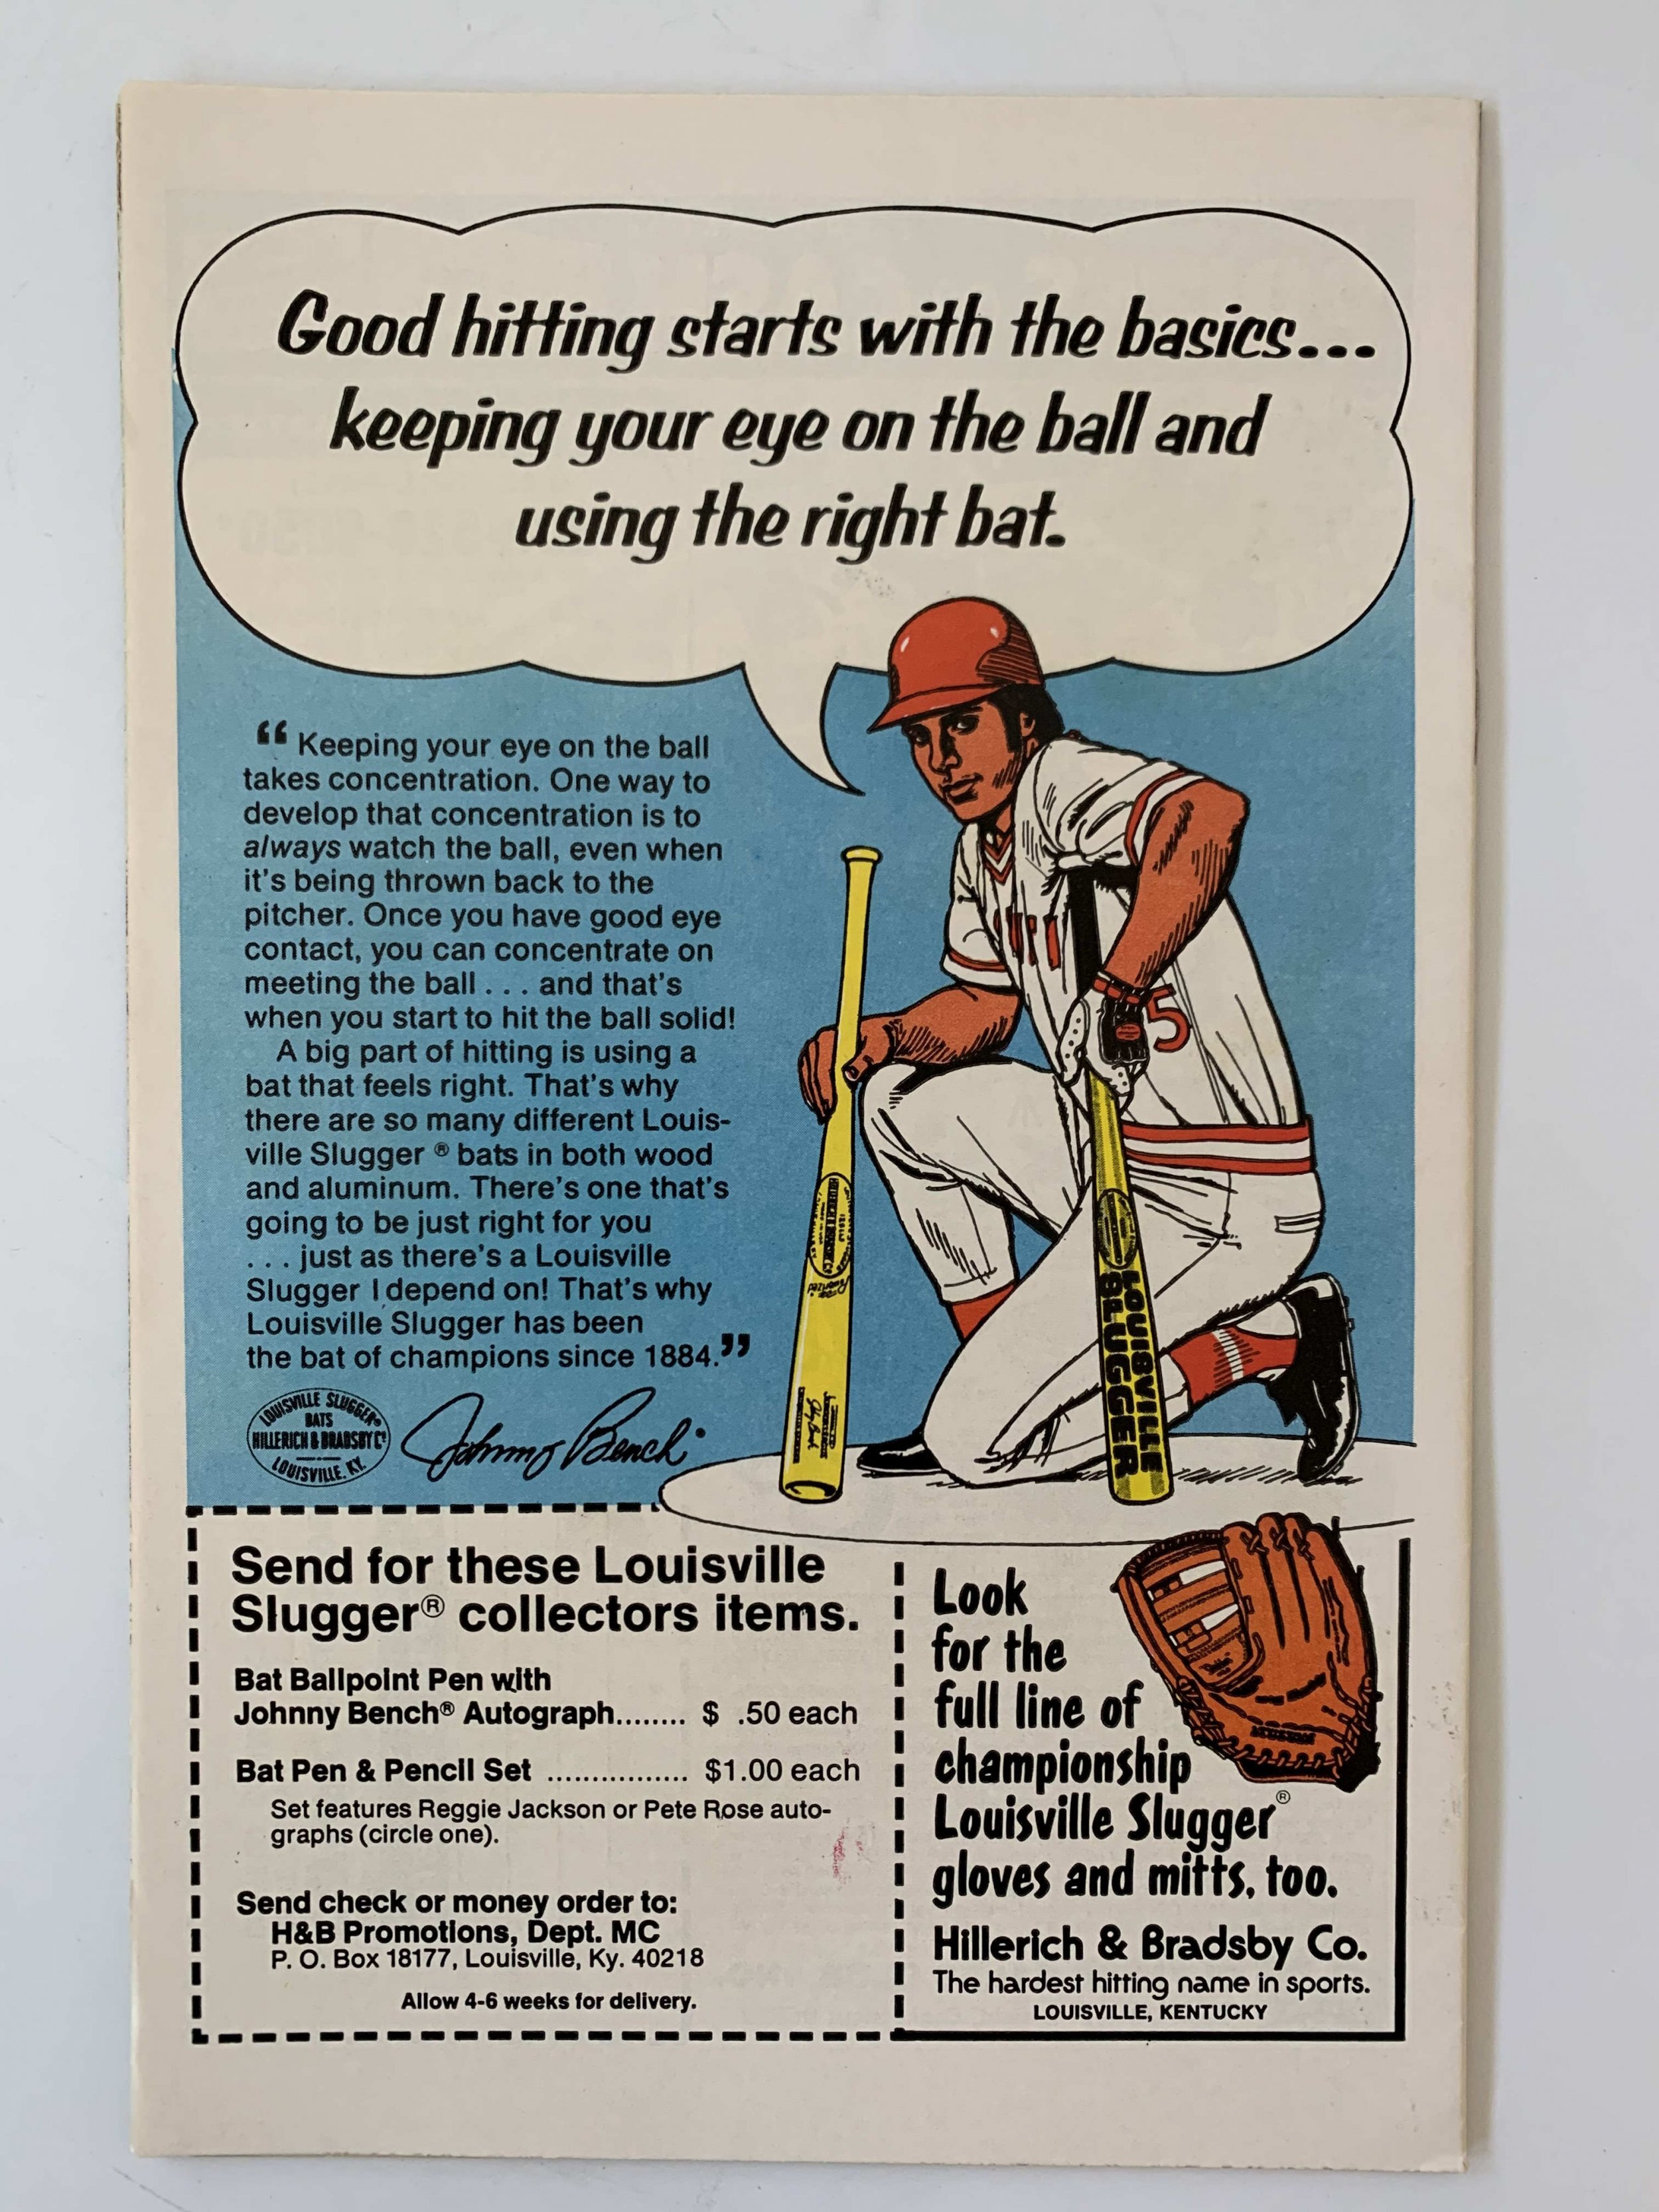 Good hitting starts with the basics...
keeping your eye on the ball and
using the right bat.
“ Keeping your eye on the ball
takes concentration. One way to
develop that concentration is to
always watch the ball, even when
it's being thrown back to the
pitcher. Once you have good eye
contact, you can concentrate on
meeting the ball . . . and that's
when you start to hit the ball solid!
A big part of hitting is using a
bat that feels right. That's why
there are so many different Louis-
ville Slugger ® bats in both wood
and aluminum. There's one that's
going to be just right for you
. . . just as there's a Louisville
Slugger I depend on! That's why
Louisville Slugger has been
the bat of champions since 1884.”
LOUISVILLE SLUGGER®
BATS
HILLERICH & BRADSBY Cº
LOUISVILLE. KY.
Johnny Bench
5
LOUISVILLE
SLUGGER
Send for these Louisville
Slugger® collectors items.
Bat Ballpoint Pen with
Johnny Bench® Autograph........ $ .50 each
Bat Pen & Pencil Set ................ $1.00 each
Set features Reggie Jackson or Pete Rose auto-
graphs (circle one).
Send check or money order to:
H&B Promotions, Dept. MC
P. O. Box 18177, Louisville, Ky. 40218
Allow 4-6 weeks for delivery.
Look
for the
full line of
championship
Louisville Slugger®
gloves and mitts, too.
Hillerich & Bradsby Co.
The hardest hitting name in sports.
LOUISVILLE, KENTUCKY